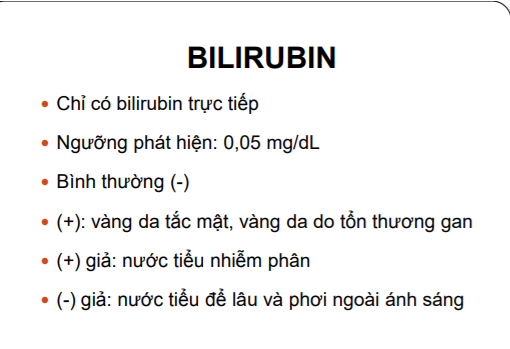 BILIRUBIN
• Chỉ có bilirubin trực tiếp
• Ngưỡng phát hiện: 0,05 mg/dL
• Bình thường (-)
• (+): vàng da tắc mật, vàng da do tổn thương gan
• (+) giả: nước tiểu nhiễm phân
• (-) giả: nước tiểu để lâu và phơi ngoài ánh sáng